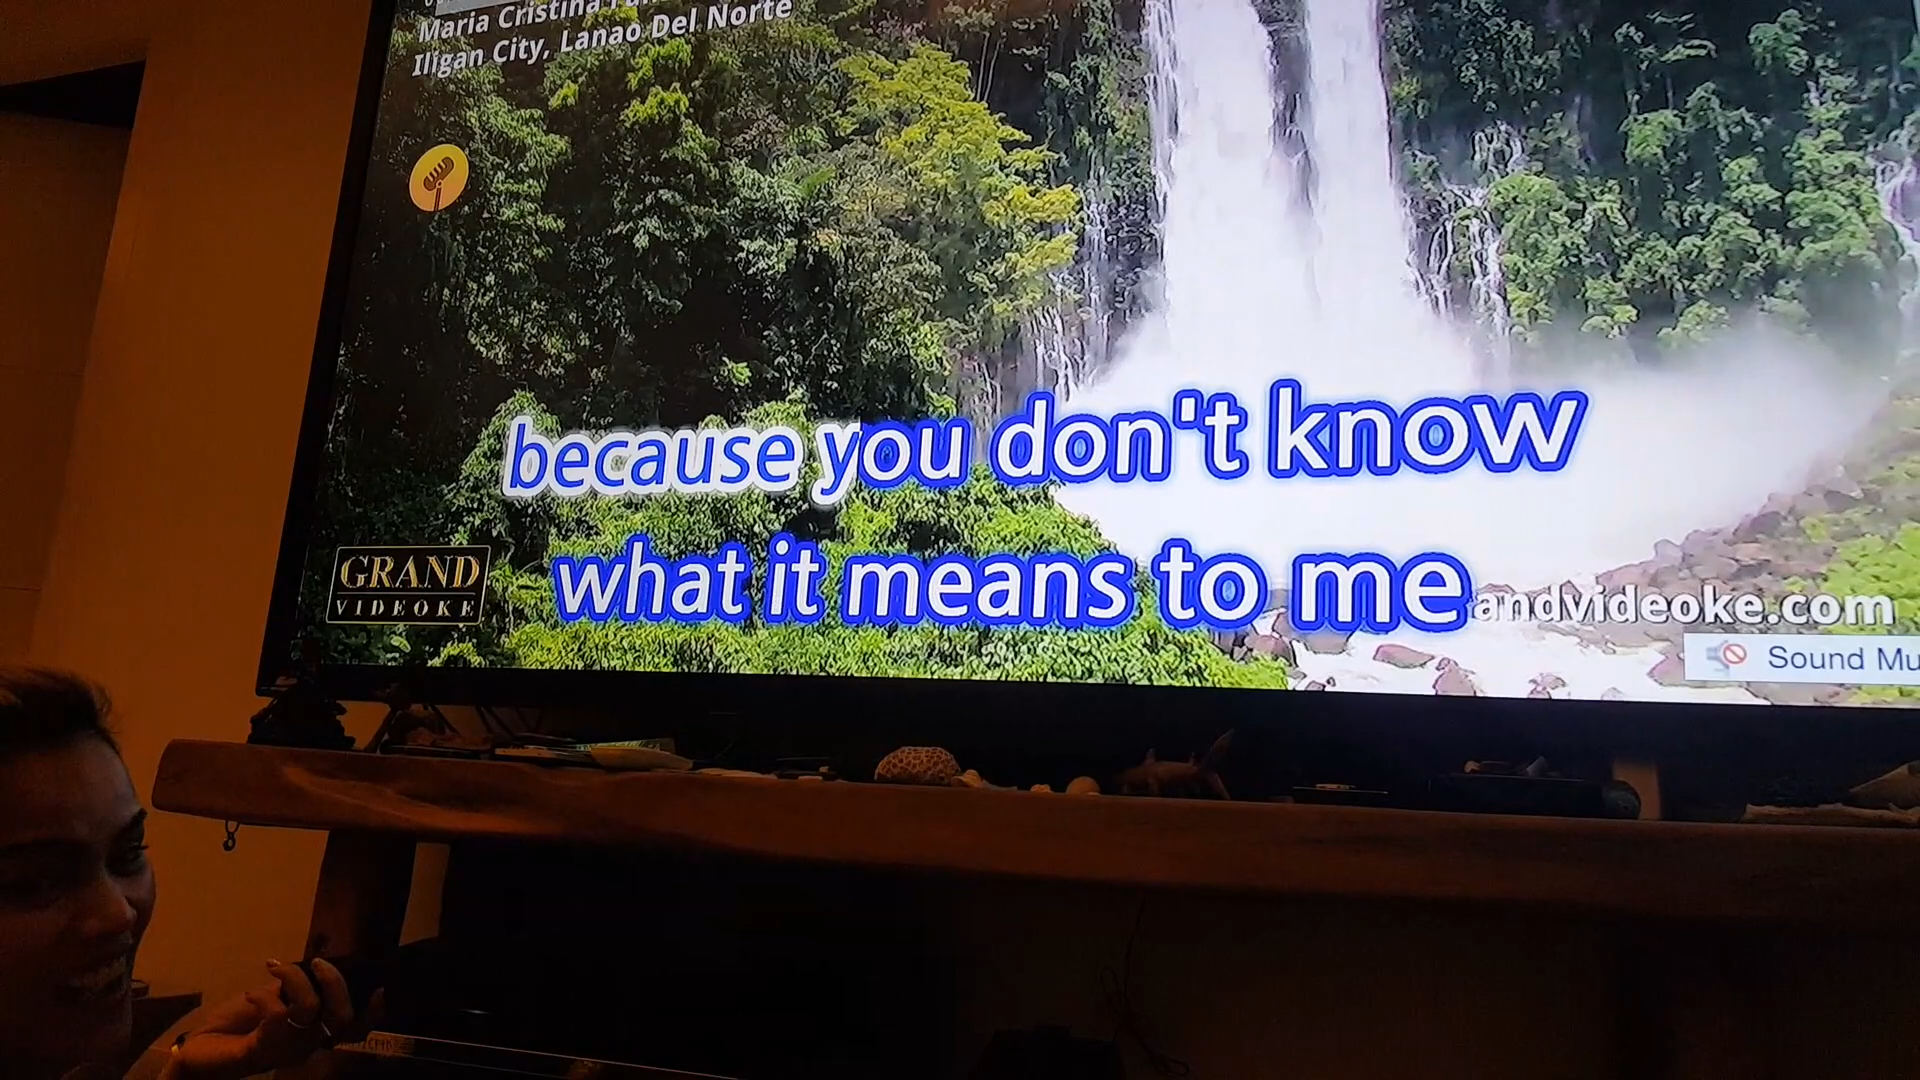 Maria Cristina
Iligan City, Lanao Del Norte
because you don't know
what it means to me
GRAND
VIDEOKE
andvideoke.com
Sound Mu